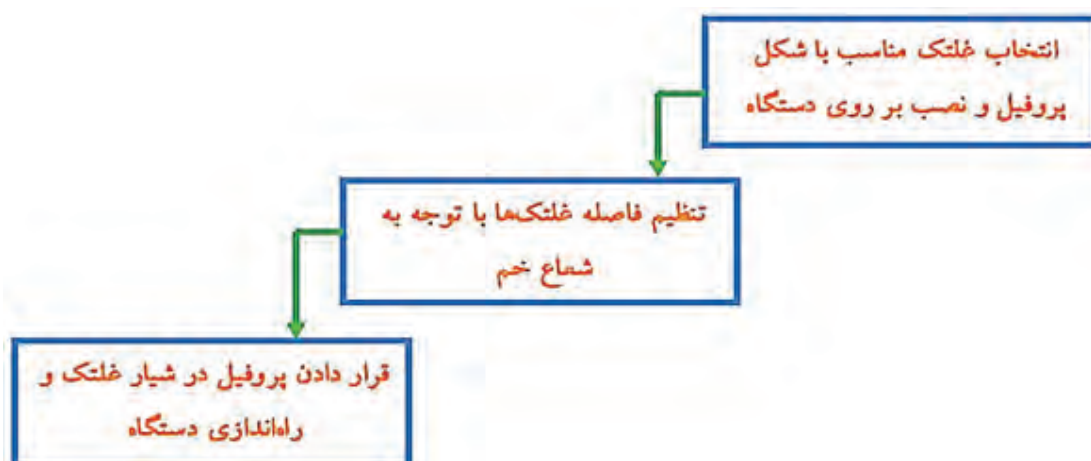 انتخاب غلتک مناسب با شکل
پروفیل و نصب بر روی دستگاه
تنظیم فاصله غلتک‌ها با توجه به
شعاع خم
قرار دادن پروفیل در شیار غلتک و
راه‌اندازی دستگاه